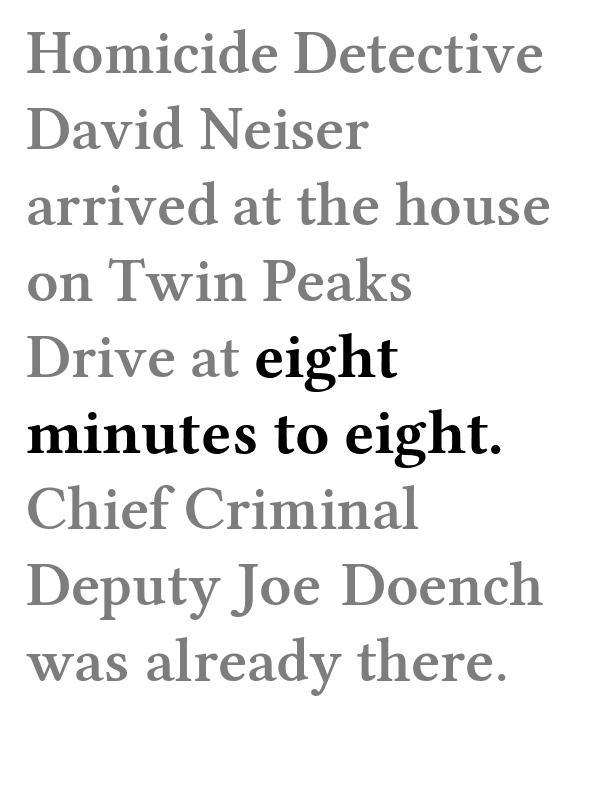 Homicide Detective
David Neiser
arrived at the house
on Twin Peaks
Drive at eight
minutes to eight.
Chief Criminal
Deputy Joe Doench
was already there.